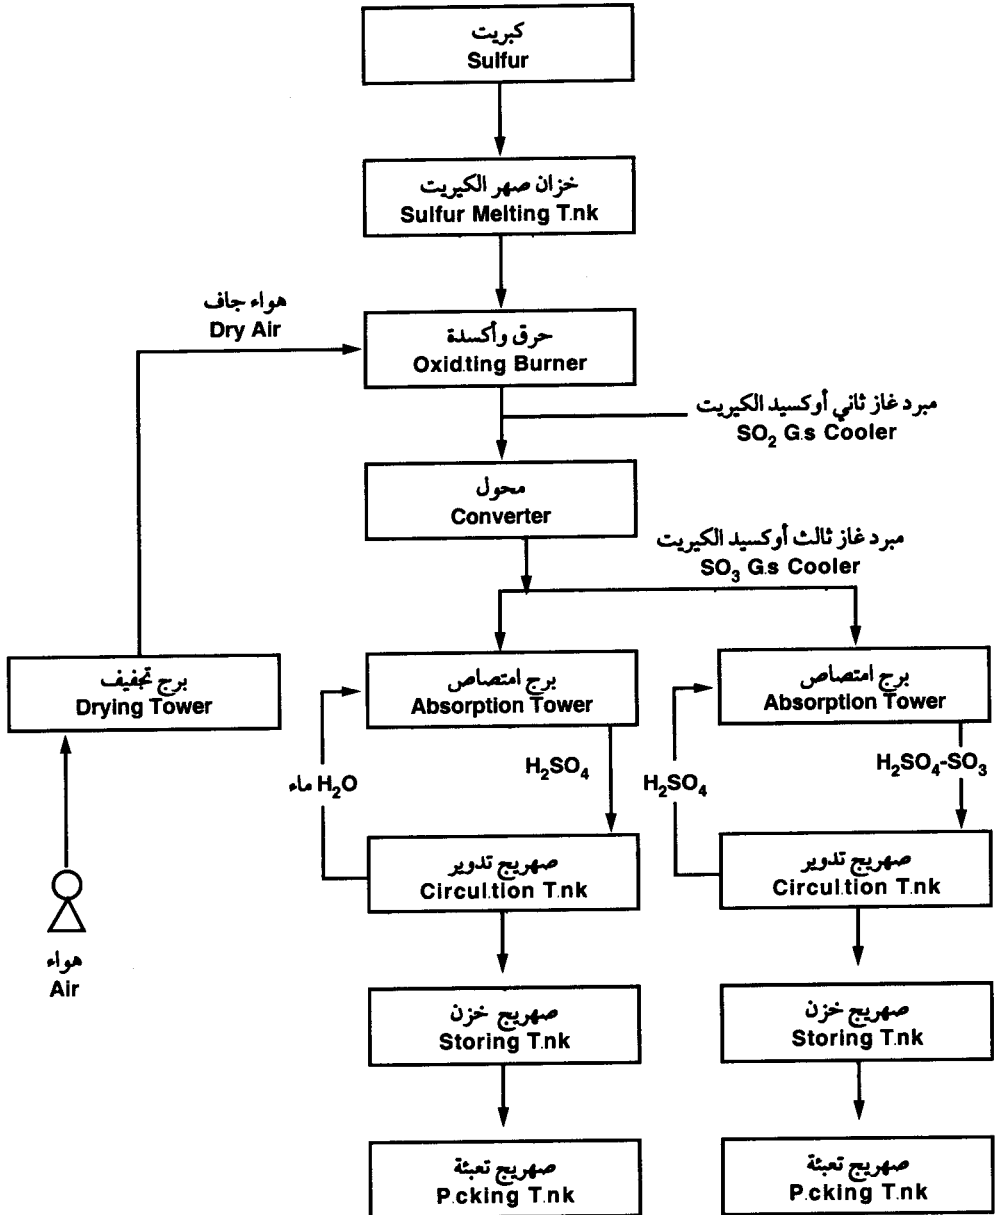 كبريت
Sulfur
خزان صهر الكيريت
Sulfur Melting T.nk
هواء جاف
Dry Air
حرق وأكسدة
Oxid.ting Burner
مبرد غاز ثاني أوكسيد الكيريت
SO₂ G.s Cooler
محول
Converter
مبرد غاز ثالث أوكسيد الكيريت
SO₃ G.s Cooler
برج تجفيف
Drying Tower
برج امتصاص
Absorption Tower
برج امتصاص
Absorption Tower
ماء H₂O
H₂SO₄
H₂SO₄
H₂SO₄-SO₃
صهريج تدوير
Circul.tion T.nk
صهريج تدوير
Circul.tion T.nk
هواء
Air
صهريج خزن
Storing T.nk
صهريج خزن
Storing T.nk
صهريج تعبئة
P.cking T.nk
صهريج تعبئة
P.cking T.nk